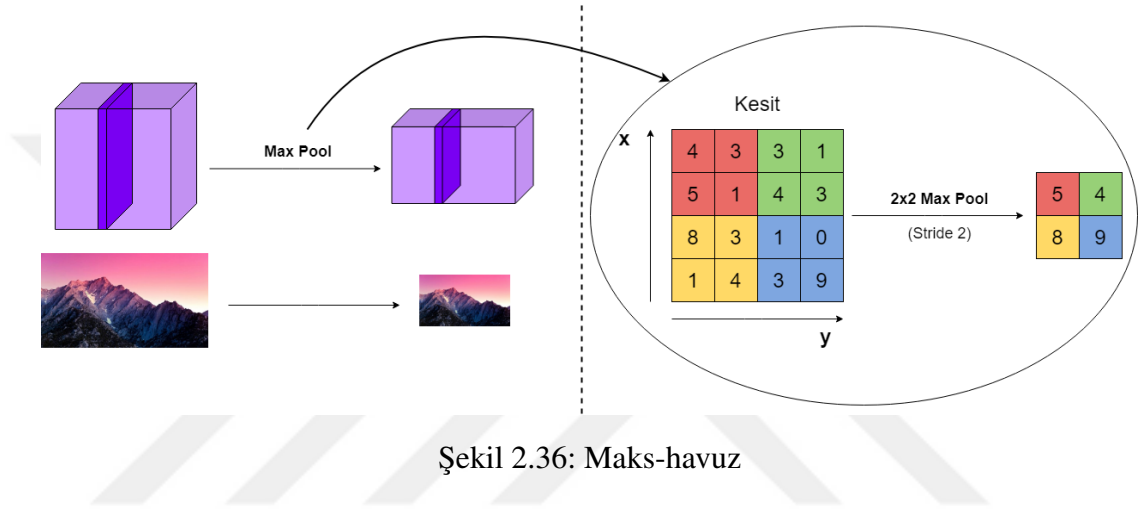 Max Pool
Kesit
x
4 3 3 1
5 1 4 3
8 3 1 0
1 4 3 9
y
2x2 Max Pool
(Stride 2)
5 4
8 9
Şekil 2.36: Maks-havuz